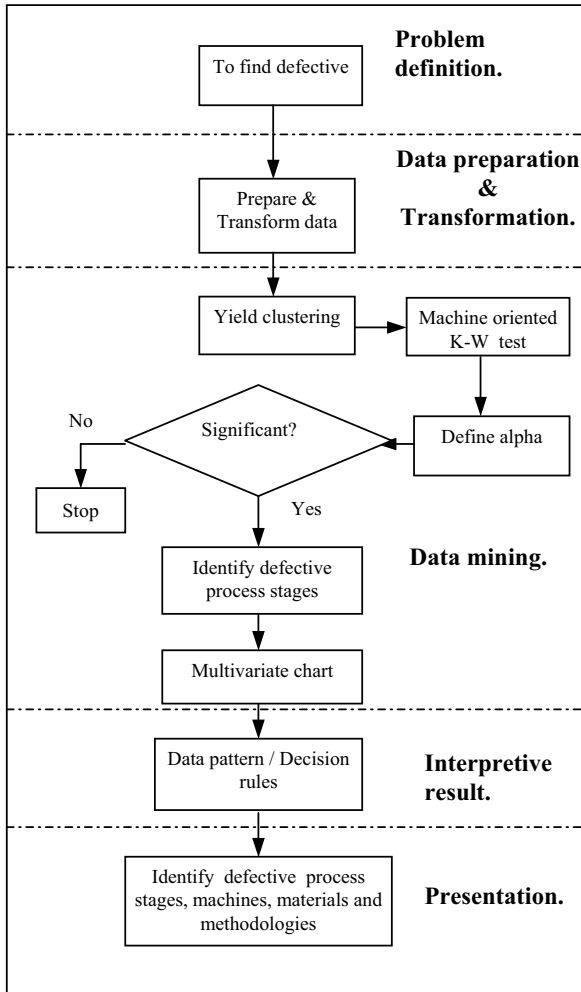 Problem
definition.
To find defective
Data preparation
&
Transformation.
Prepare &
Transform data
Yield clustering
Machine oriented
K-W test
Define alpha
Significant?
No
Stop
Yes
Data mining.
Identify defective
process stages
Multivariate chart
Data pattern / Decision
rules
Interpretive
result.
Identify defective process
stages, machines, materials and
methodologies
Presentation.